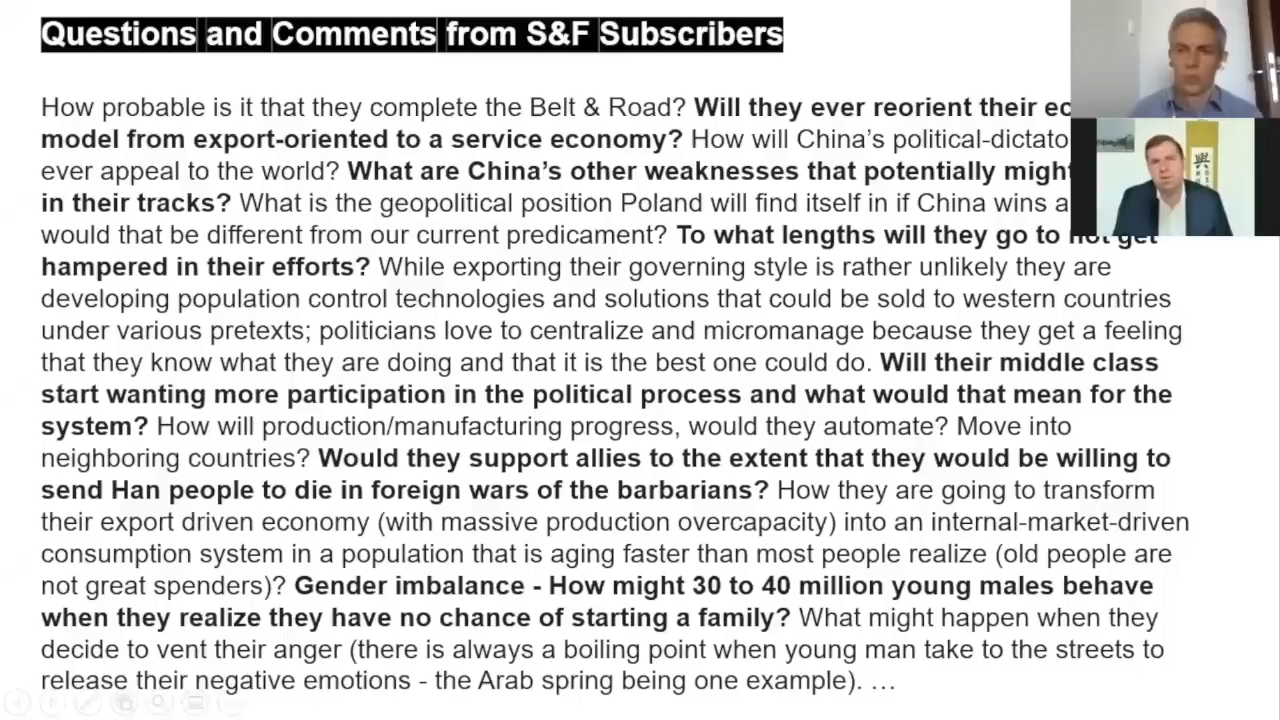 Questions and Comments from S&F Subscribers
How probable is it that they complete the Belt & Road? Will they ever reorient their
model from export-oriented to a service economy? How will China's
ever appeal to the world? What are China's other weaknesses that potentially might
in their tracks? What is the geopolitical position Poland will find itself in if China wins
would that be different from our current predicament? To what lengths will they go to not get
hampered in their efforts? While exporting their governing style is rather unlikely they are
developing population control technologies and solutions that could be sold to western countries
under various pretexts; politicians love to centralize and micromanage because they get a feeling
that they know what they are doing and that it is the best one could do. Will their middle class
start wanting more participation in the political process and what would that mean for the
system? How will production/manufacturing progress, would they automate? Move into
neighboring countries? Would they support allies to the extent that they would be willing to
send Han people to die in foreign wars of the barbarians? How they are going to transform
their export driven economy (with massive production overcapacity) into an internal-market-driven
consumption system in a population that is aging faster than most people realize (old people are
not great spenders)? Gender imbalance - How might 30 to 40 million young males behave
when they realize they have no chance of starting a family? What might happen when they
decide to vent their anger (there is always a boiling point when young man take to the streets to
release their negative emotions - the Arab spring being one example). …